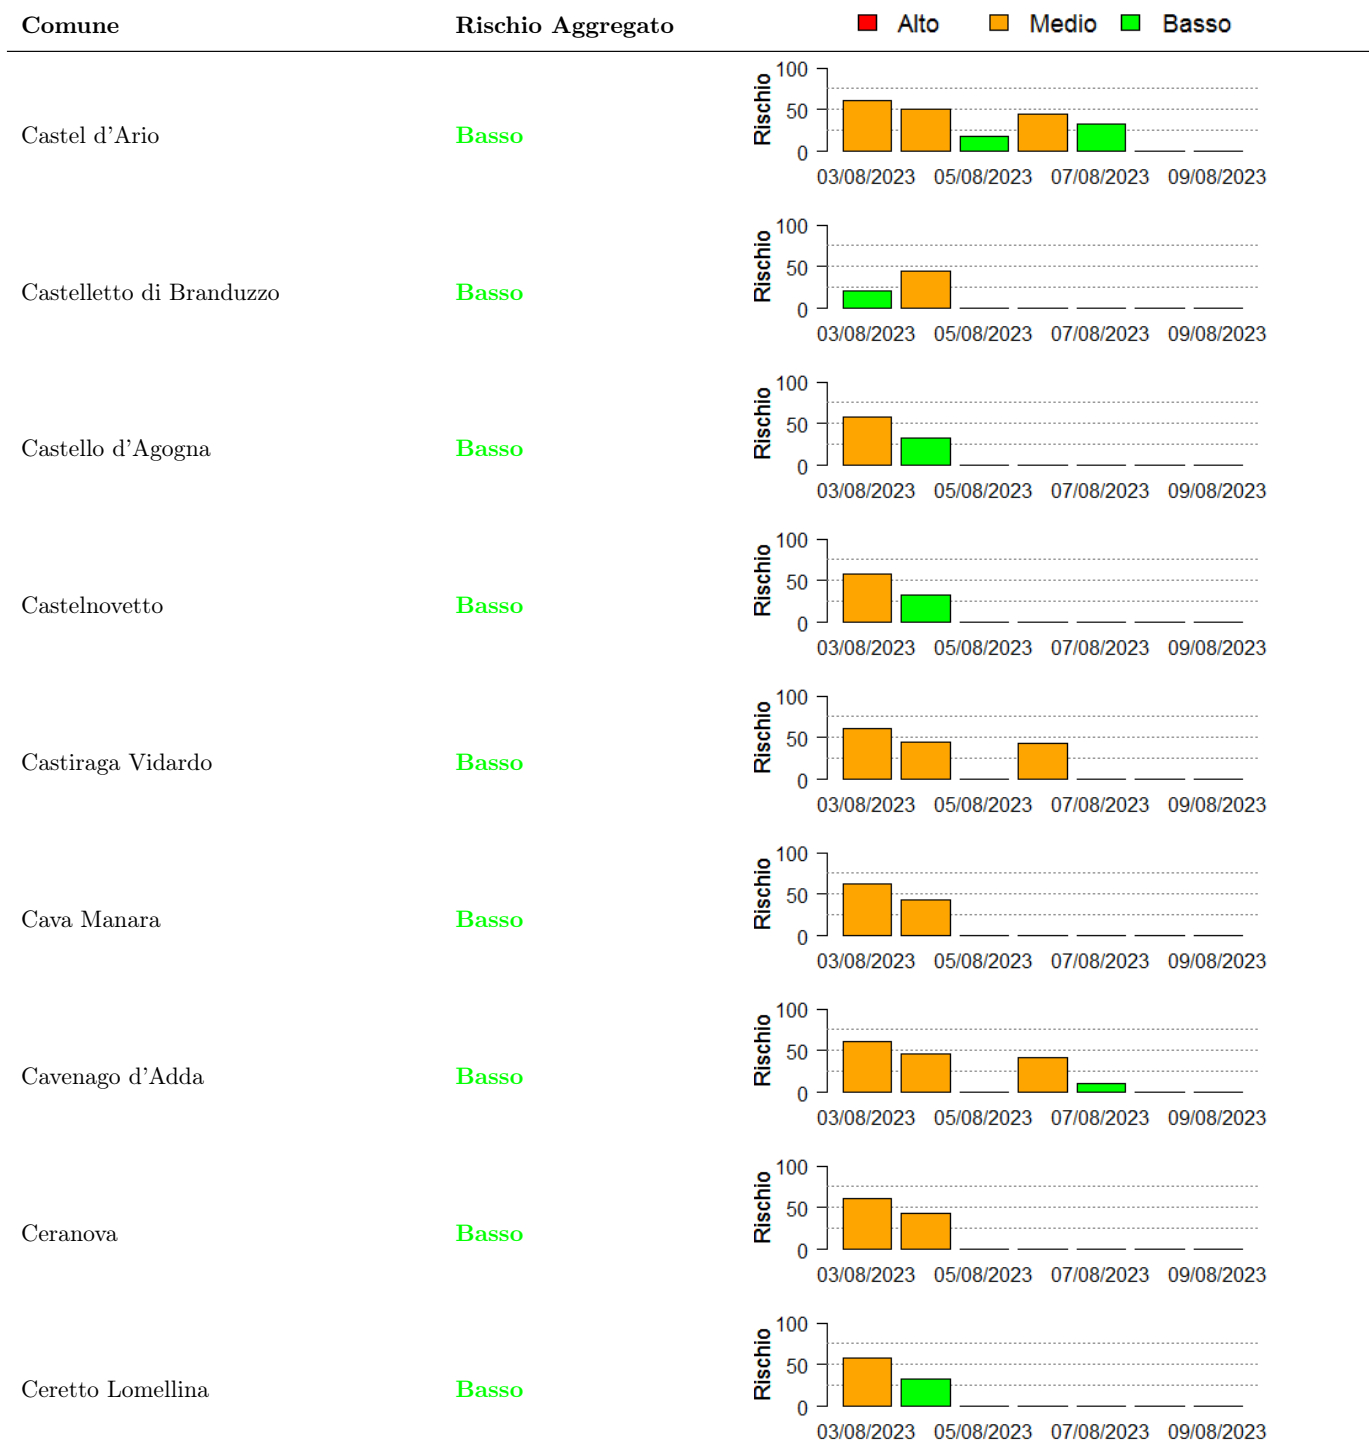 Comune Rischio Aggregato Alto Medio Basso
Castel d'Ario Basso
Rischio
100
50
0
03/08/2023 05/08/2023 07/08/2023 09/08/2023
Castelletto di Branduzzo Basso
Rischio
100
50
0
03/08/2023 05/08/2023 07/08/2023 09/08/2023
Castello d'Agogna Basso
Rischio
100
50
0
03/08/2023 05/08/2023 07/08/2023 09/08/2023
Castelnovetto Basso
Rischio
100
50
0
03/08/2023 05/08/2023 07/08/2023 09/08/2023
Castiraga Vidardo Basso
Rischio
100
50
0
03/08/2023 05/08/2023 07/08/2023 09/08/2023
Cava Manara Basso
Rischio
100
50
0
03/08/2023 05/08/2023 07/08/2023 09/08/2023
Cavenago d'Adda Basso
Rischio
100
50
0
03/08/2023 05/08/2023 07/08/2023 09/08/2023
Ceranova Basso
Rischio
100
50
0
03/08/2023 05/08/2023 07/08/2023 09/08/2023
Ceretto Lomellina Basso
Rischio
100
50
0
03/08/2023 05/08/2023 07/08/2023 09/08/2023